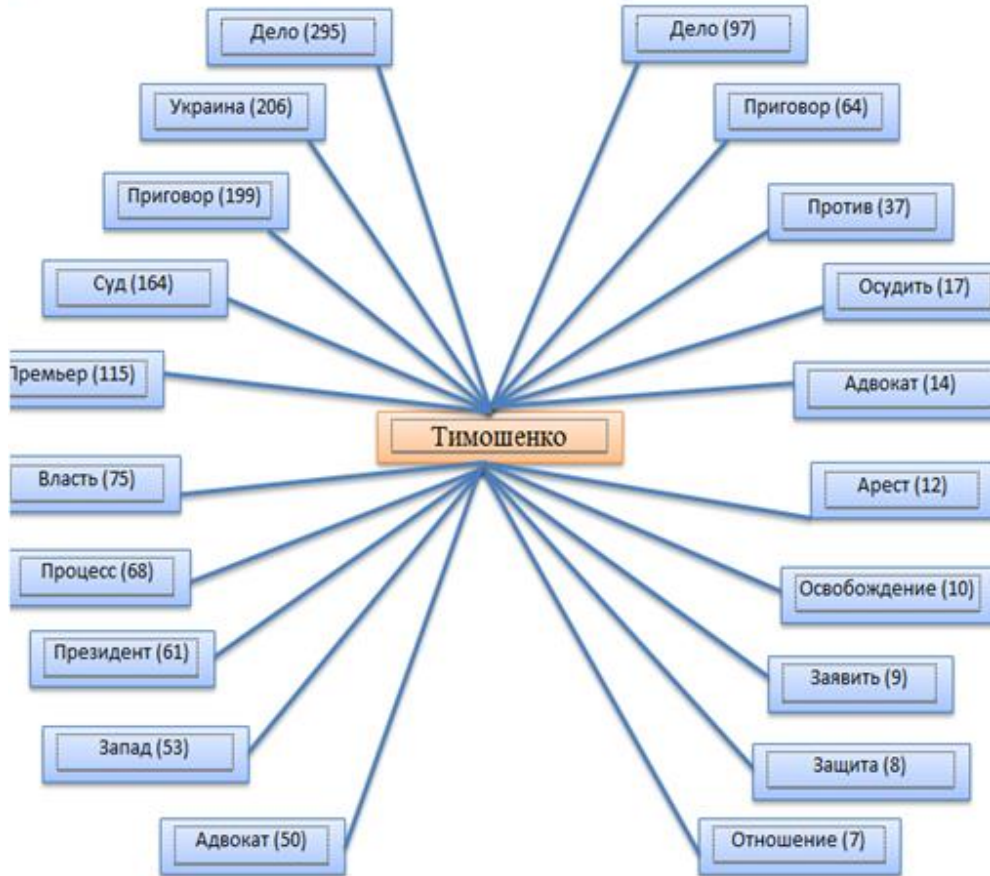 Дело (295)
Дело (97)
Украина (206)
Приговор (64)
Приговор (199)
Против (37)
Суд (164)
Осудить (17)
Премьер (115)
Адвокат (14)
Тимошенко
Власть (75)
Арест (12)
Процесс (68)
Освобождение (10)
Президент (61)
Заявить (9)
Запад (53)
Защита (8)
Адвокат (50)
Отношение (7)